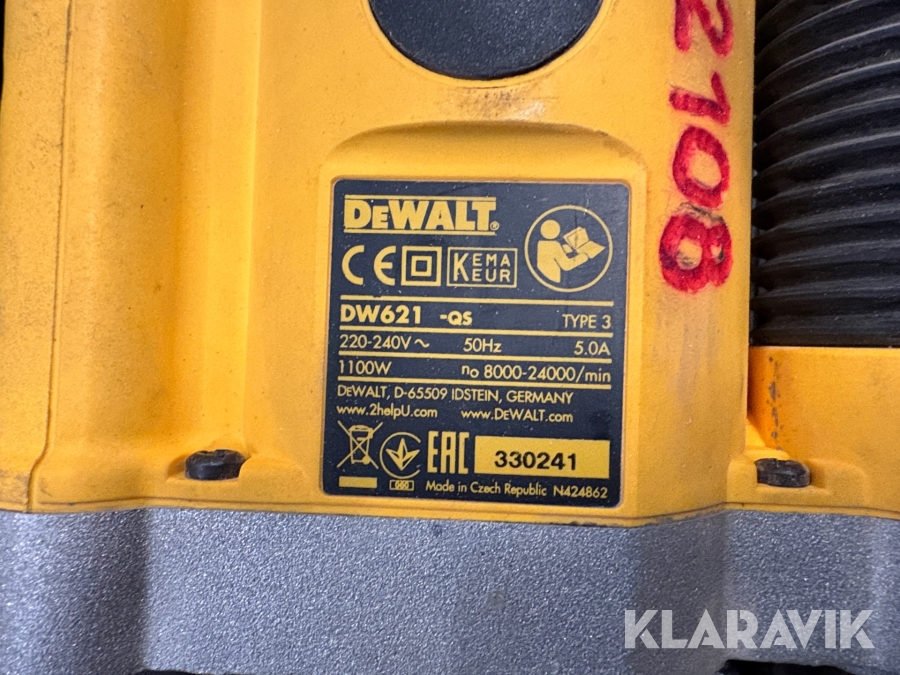 2108
DEWALT®
CE KEMA
KEUR
DW621 -QS TYPE 3
220-240V ~ 50Hz 5.0A
1100W no 8000-24000/min
DEWALT, D-65509 IDSTEIN, GERMANY
www.2helpU.com www.DEWALT.com
EAC 330241
Made in Czech Republic N424862
KLARAVIK